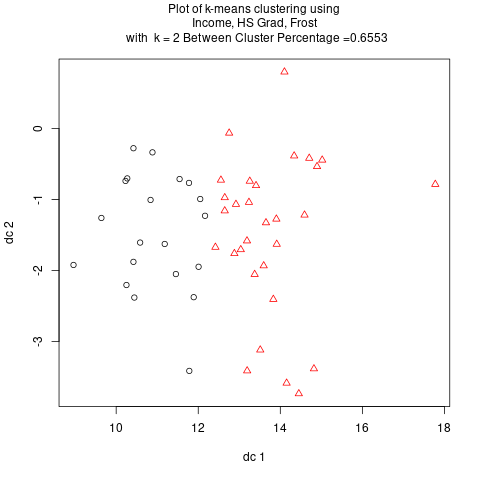 Plot of k-means clustering using
Income, HS Grad, Frost
with  k = 2 Between Cluster Percentage =0.6553
dc 2
0
-1
-2
-3
10 12 14 16 18
dc 1